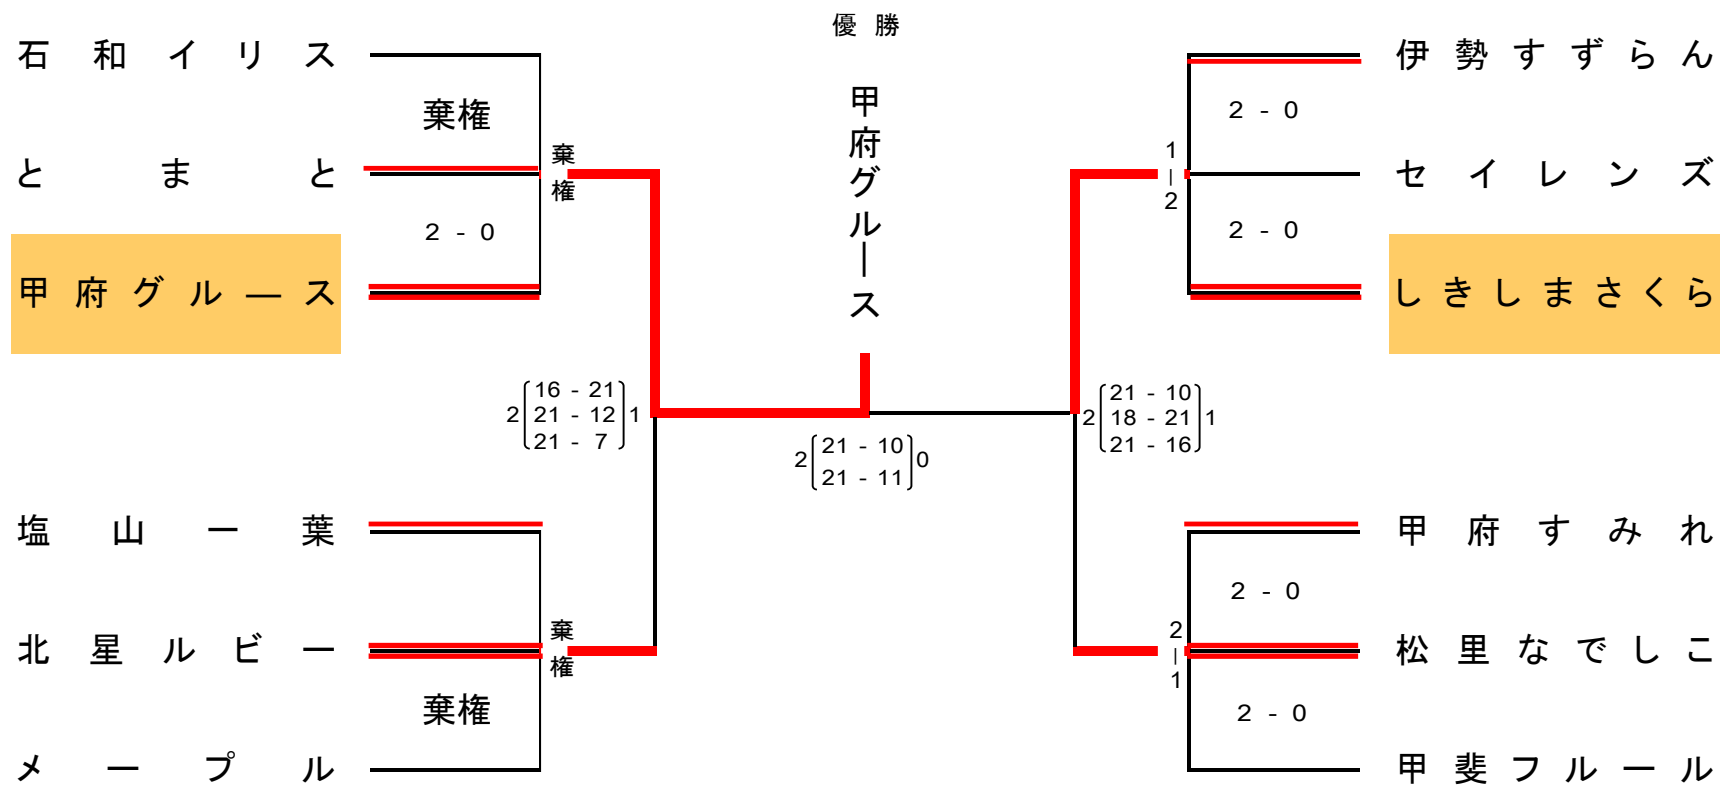 優勝
甲府グルース
石和イリス
棄権
とまと
棄権
2 - 0
甲府グルース
2 16 - 21 1
21 - 12
21 - 7
塩山一葉
北星ルビー
棄権
棄権
メープル
2 21 - 10 0
21 - 11
伊勢すずらん
2 - 0
1-2
セイレンズ
2 - 0
しきしまさくら
2 21 - 10 1
18 - 21
21 - 16
甲府すみれ
2 - 0
2-1
松里なでしこ
2 - 0
甲斐フルール